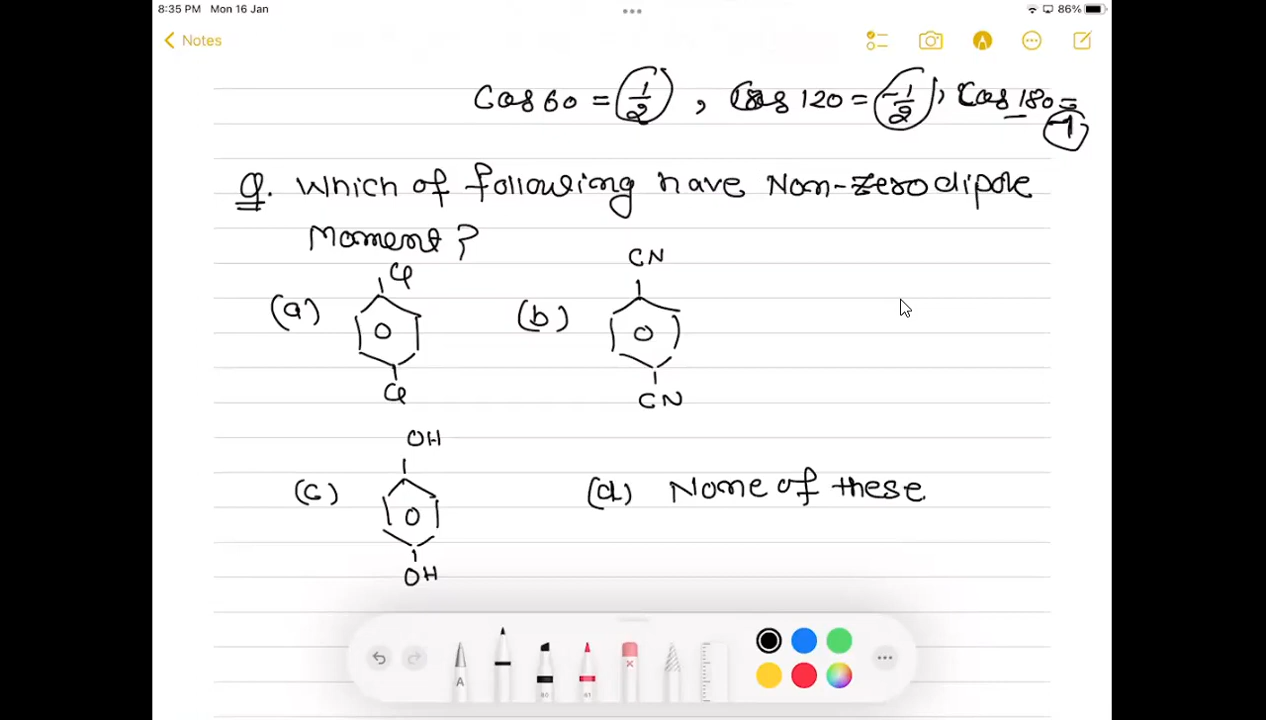 8:35 PM Mon 16 Jan
86%
Notes
Cos 60 = 1/2 , Cos 120 = -1/2, Cos 180 = -1
Q. Which of following have Non-zero dipole
Moment?
(a) Cl Cl
(b) CN CN
(c) OH OH
(d) None of these
A
80